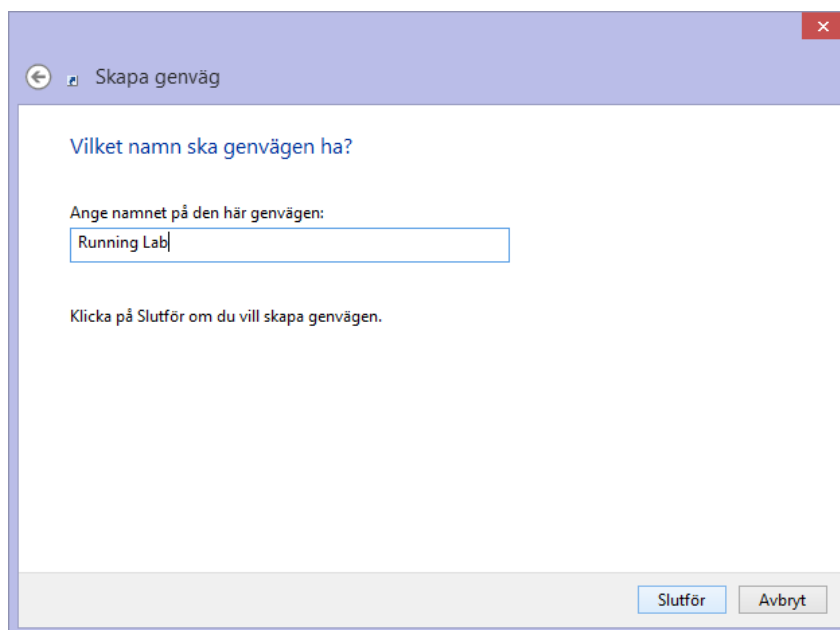 Skapa genväg
Vilket namn ska genvägen ha?
Ange namnet på den här genvägen:
Running Lab
Klicka på Slutför om du vill skapa genvägen.
Slutför Avbryt